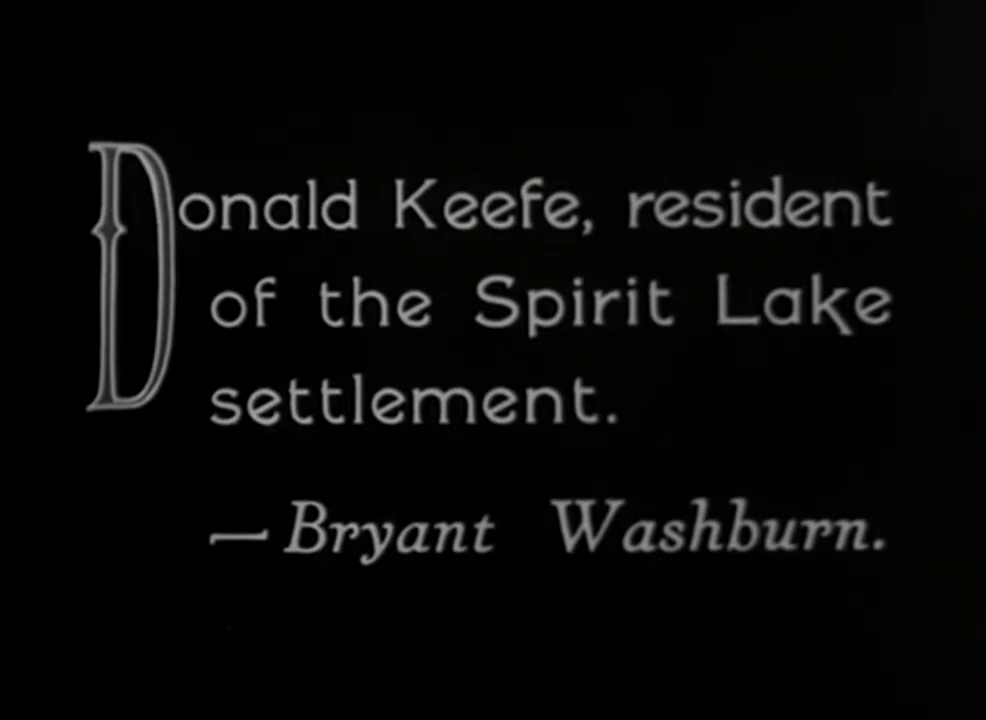 Donald Keefe, resident
of the Spirit Lake
settlement.
— Bryant Washburn.